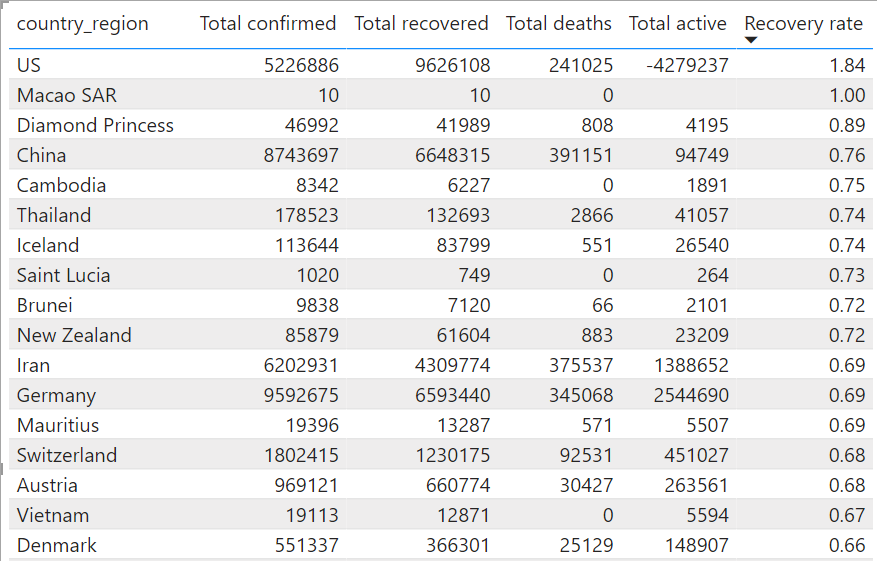 country_region Total confirmed Total recovered Total deaths Total active Recovery rate
US 5226886 9626108 241025 -4279237 1.84
Macao SAR 10 10 0 1.00
Diamond Princess 46992 41989 808 4195 0.89
China 8743697 6648315 391151 94749 0.76
Cambodia 8342 6227 0 1891 0.75
Thailand 178523 132693 2866 41057 0.74
Iceland 113644 83799 551 26540 0.74
Saint Lucia 1020 749 0 264 0.73
Brunei 9838 7120 66 2101 0.72
New Zealand 85879 61604 883 23209 0.72
Iran 6202931 4309774 375537 1388652 0.69
Germany 9592675 6593440 345068 2544690 0.69
Mauritius 19396 13287 571 5507 0.69
Switzerland 1802415 1230175 92531 451027 0.68
Austria 969121 660774 30427 263561 0.68
Vietnam 19113 12871 0 5594 0.67
Denmark 551337 366301 25129 148907 0.66